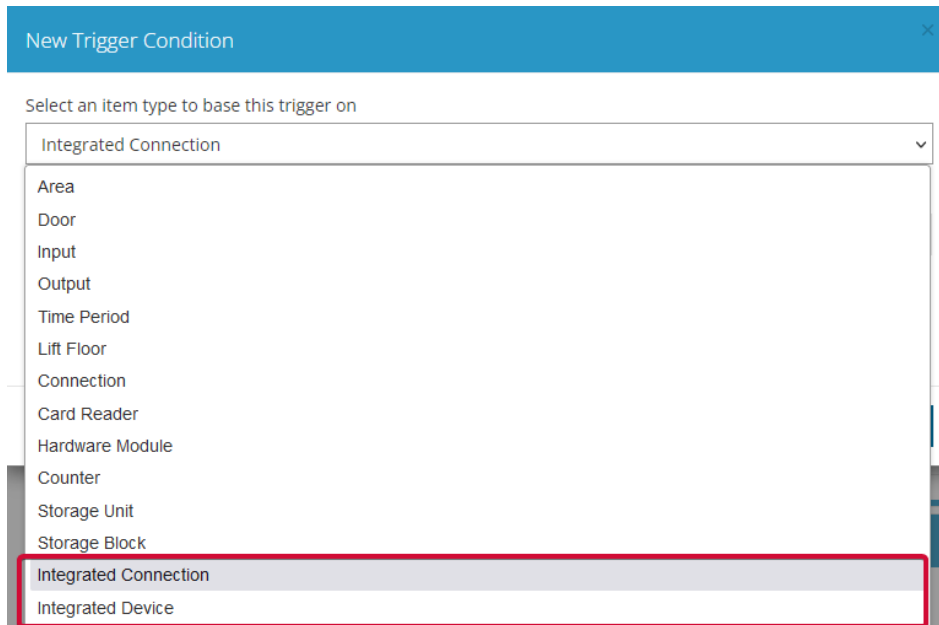 New Trigger Condition
Select an item type to base this trigger on
Integrated Connection
Area
Door
Input
Output
Time Period
Lift Floor
Connection
Card Reader
Hardware Module
Counter
Storage Unit
Storage Block
Integrated Connection
Integrated Device